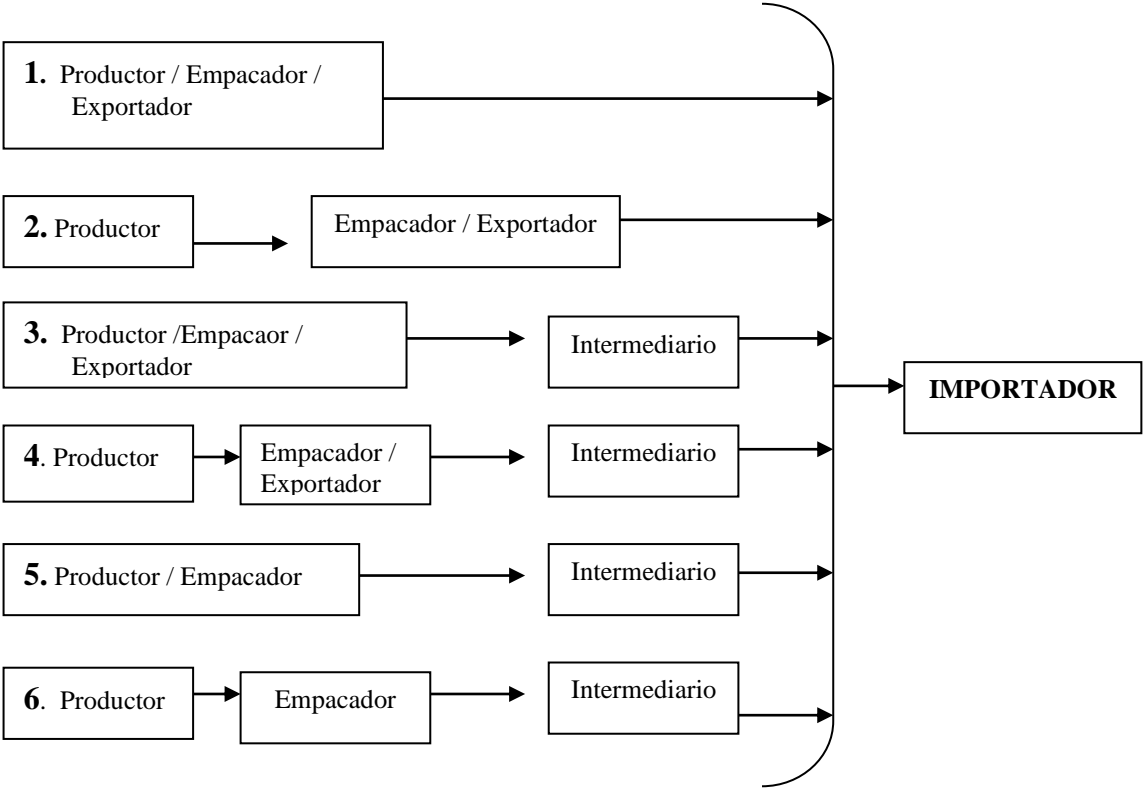 1. Productor / Empacador /
Exportador
2. Productor
Empacador / Exportador
3. Productor /Empacaor /
Exportador
Intermediario
IMPORTADOR
4. Productor
Empacador /
Exportador
Intermediario
5. Productor / Empacador
Intermediario
6. Productor
Empacador
Intermediario